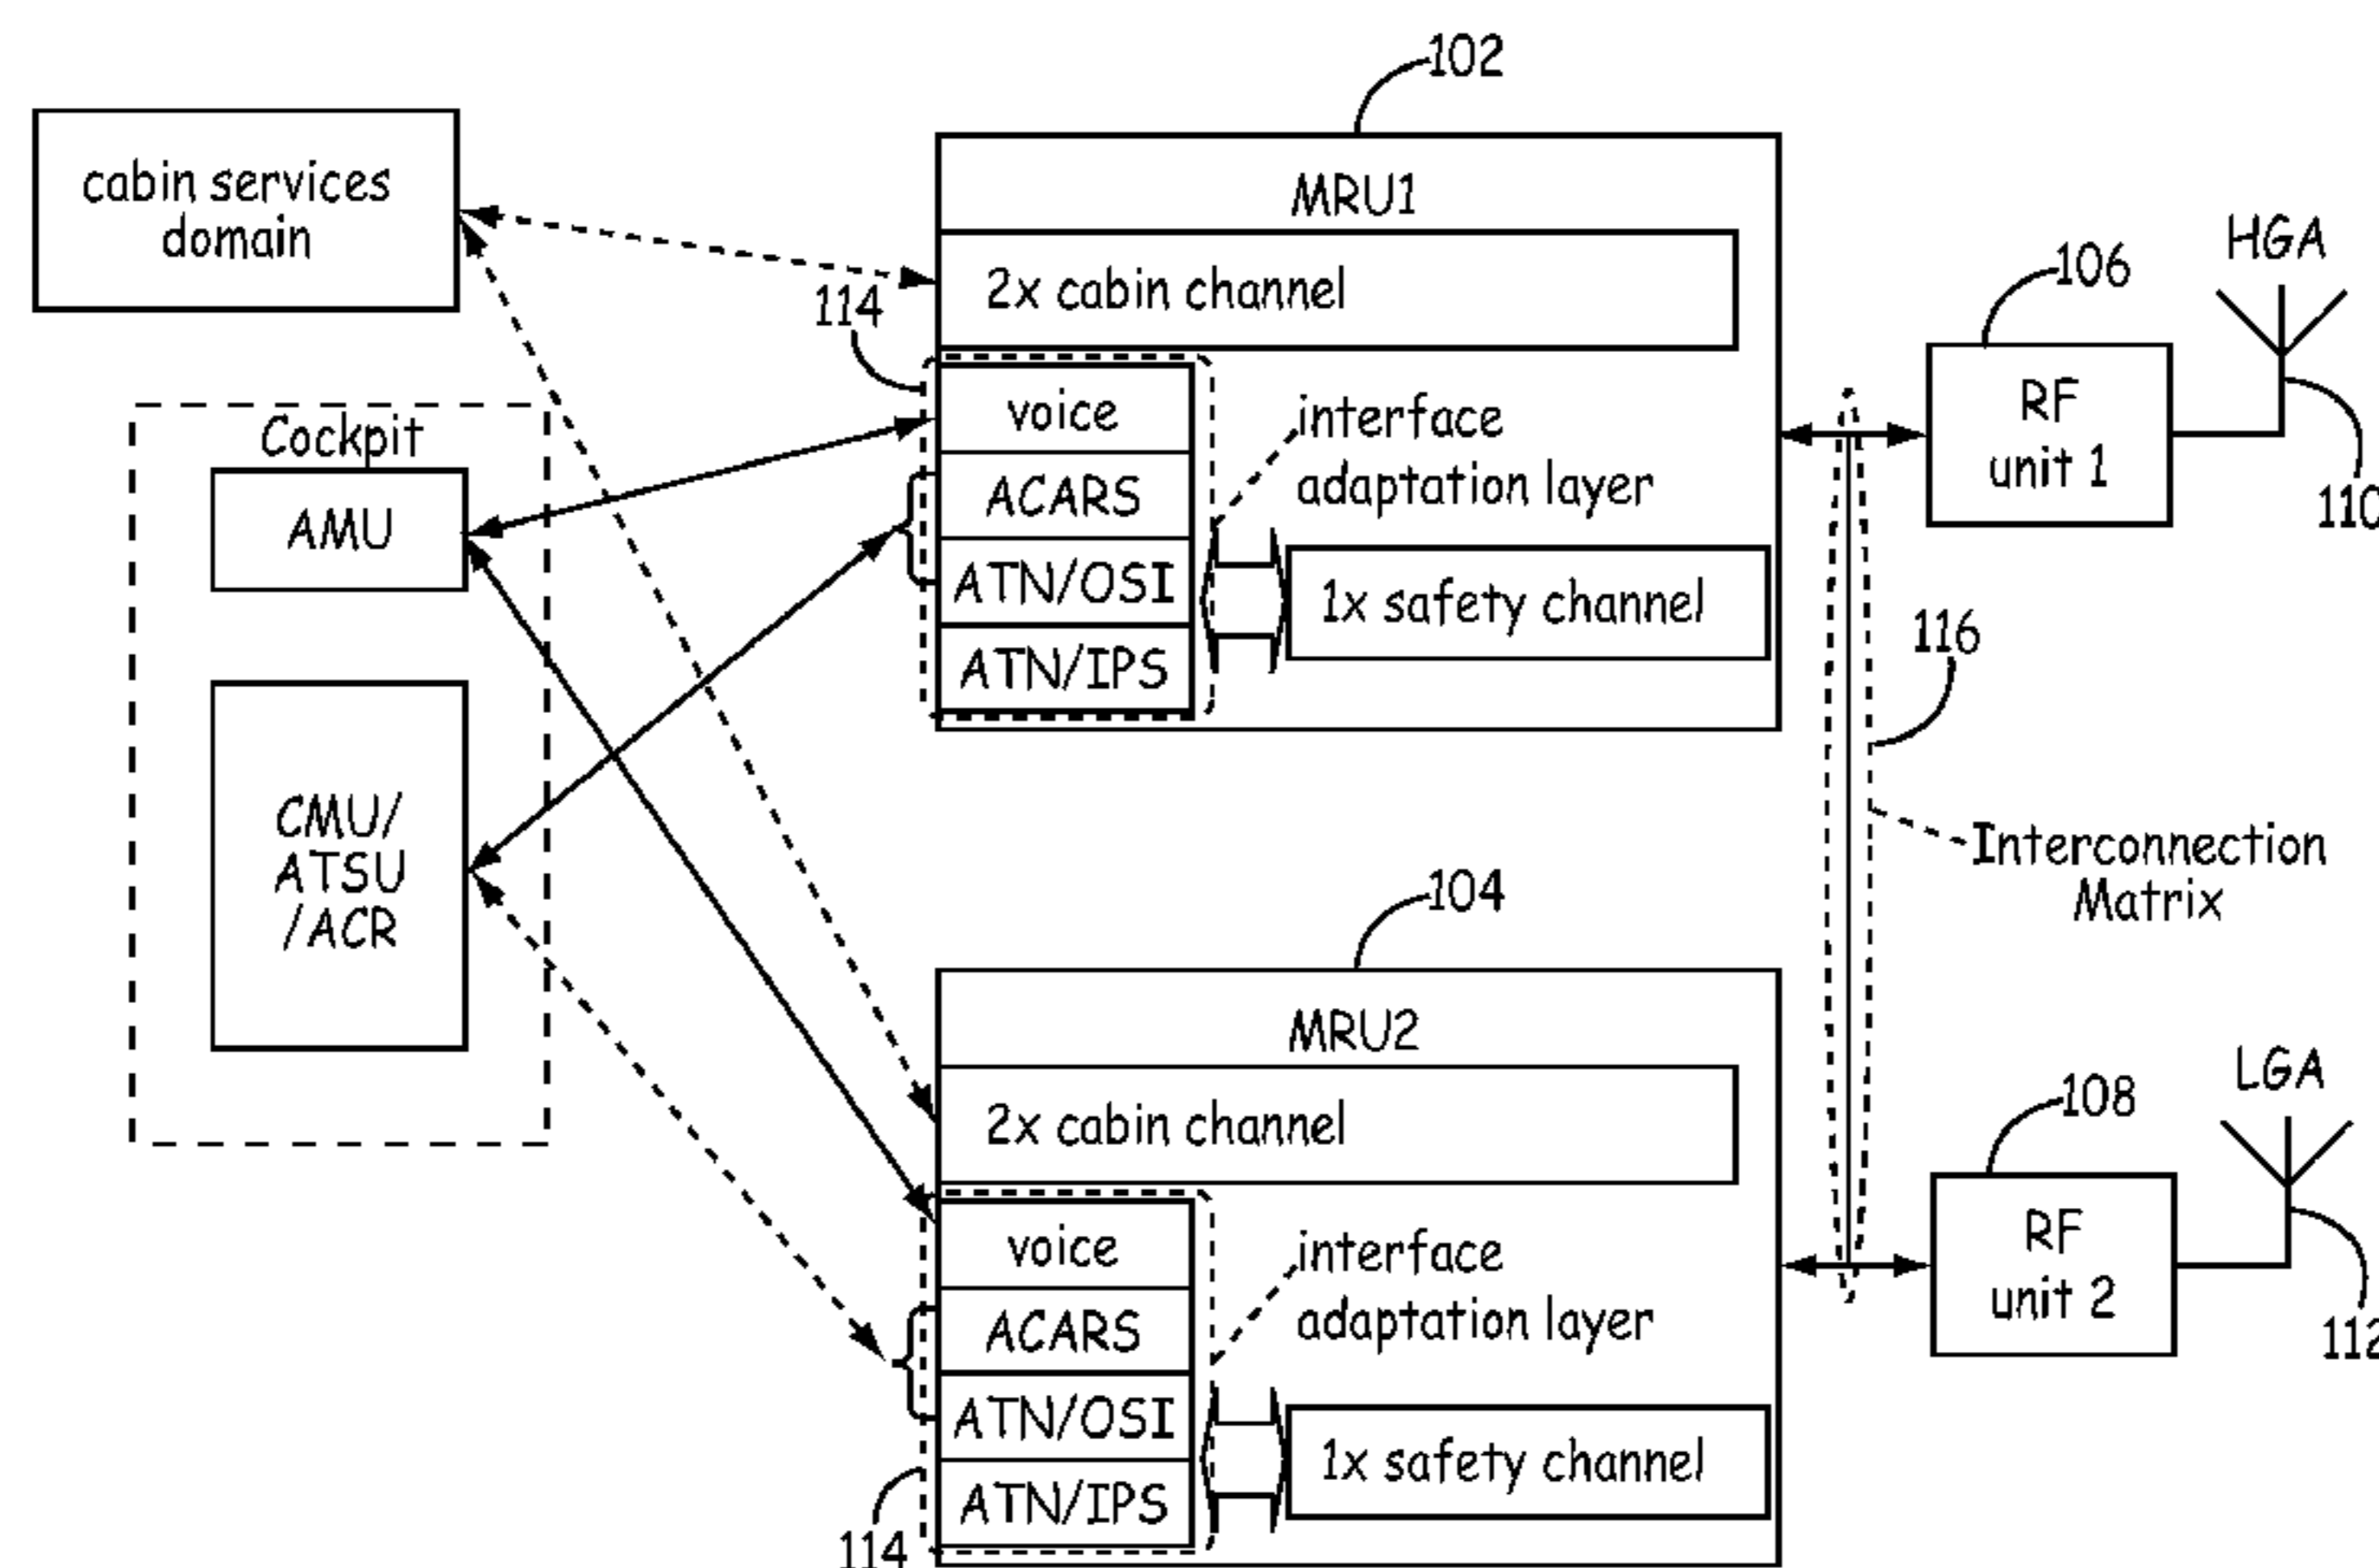 102
cabin services
domain
MRU1
HGA
106
2x cabin channel
114
RF
unit 1
110
Cockpit
voice
interface
adaptation layer
AMU
ACARS
ATN/OSI
1x safety channel
ATN/IPS
116
CMU/
ATSU
/ACR
Interconnection
Matrix
104
MRU2
LGA
108
2x cabin channel
RF
unit 2
112
voice
interface
adaptation layer
ACARS
ATN/OSI
1x safety channel
ATN/IPS
114